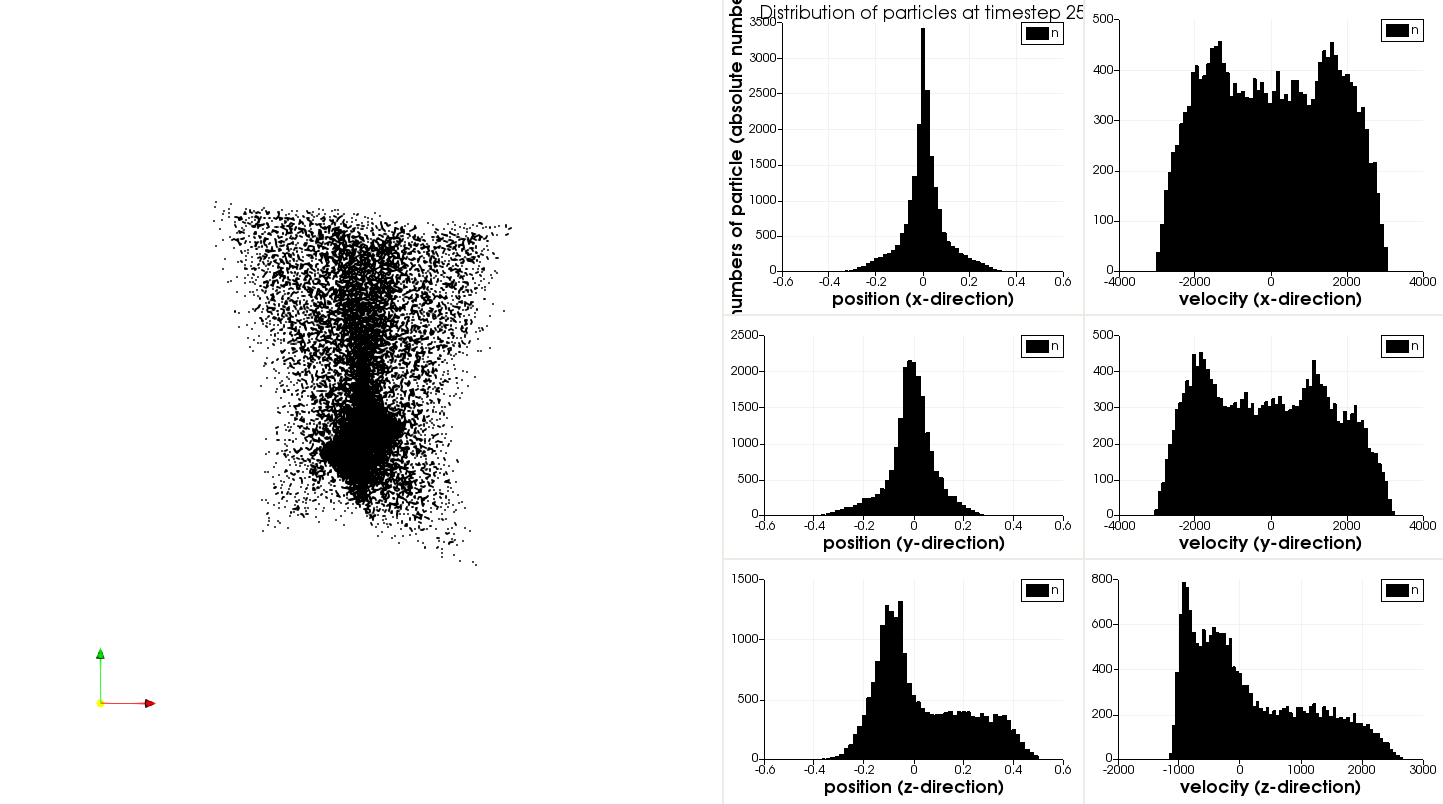 Distribution of particles at timestep 25
numbers of particle (absolute numbe
3500
3000
2500
2000
1500
1000
500
0
-0.6 -0.4 -0.2 0 0.2 0.4 0.6
position (x-direction)
n
500
400
300
200
100
0
-4000 -2000 0 2000 4000
velocity (x-direction)
n
2500
2000
1500
1000
500
0
-0.6 -0.4 -0.2 0 0.2 0.4 0.6
position (y-direction)
n
500
400
300
200
100
0
-4000 -2000 0 2000 4000
velocity (y-direction)
n
1500
1000
500
0
-0.6 -0.4 -0.2 0 0.2 0.4 0.6
position (z-direction)
n
800
600
400
200
0
-2000 -1000 0 1000 2000 3000
velocity (z-direction)
n